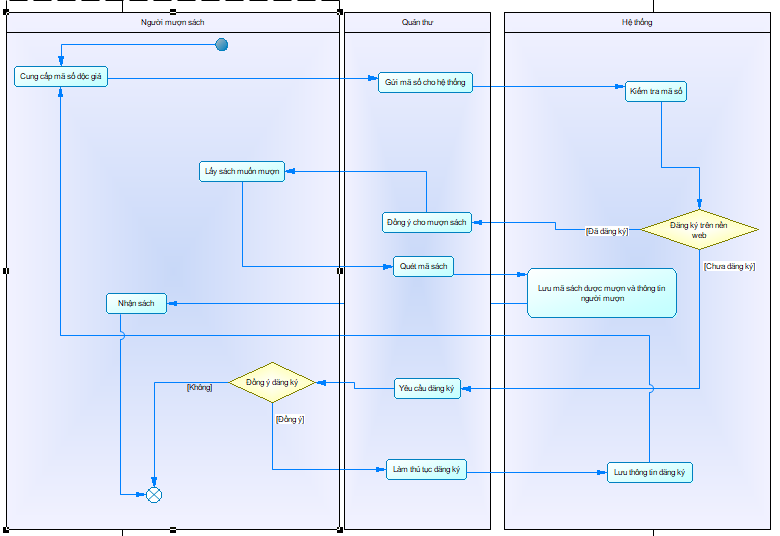 Người mượn sách
Quản thư
Hệ thống
Cung cấp mã số dộc giả
Gửi mã số cho hệ thống
Kiểm tra mã số
Lấy sách muốn mượn
Đồng ý cho mượn sách
[Đã đăng ký]
Đăng ký trên nền
web
[Chưa đăng ký]
Quét mã sách
Lưu mã sách được mượn và thông tin
người mượn
Nhận sách
Đồng ý đăng ký
[Không]
Yêu cầu đăng ký
[Đồng ý]
Làm thủ tục đăng ký
Lưu thông tin đăng ký